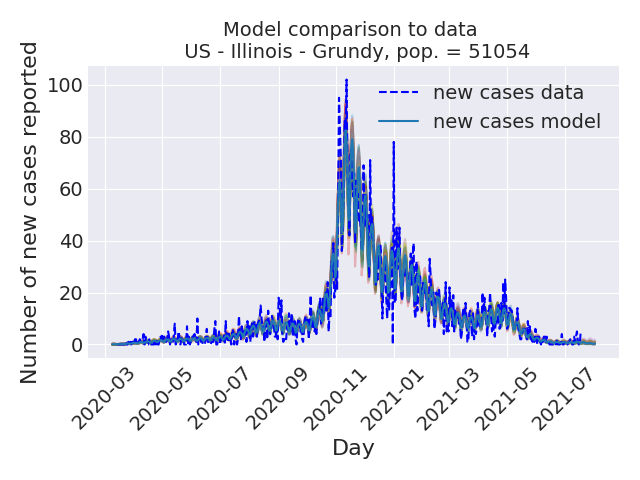 Model comparison to data
US - Illinois - Grundy, pop. = 51054
Number of new cases reported
100
80
60
40
20
0
new cases data
new cases model
2020-03
2020-05
2020-07
2020-09
2020-11
2021-01
2021-03
2021-05
2021-07
Day